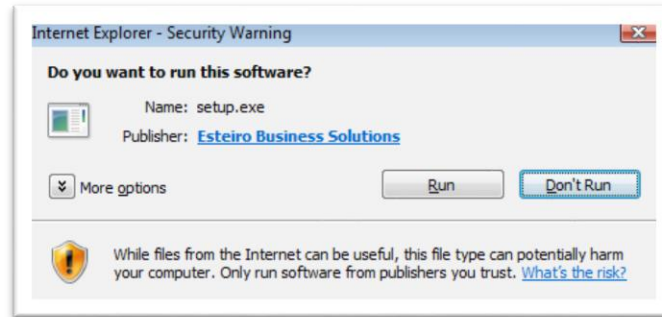 Internet Explorer - Security Warning
Do you want to run this software?
Name: setup.exe
Publisher: Esteiro Business Solutions
More options
Run
Don't Run
While files from the Internet can be useful, this file type can potentially harm
your computer. Only run software from publishers you trust. What's the risk?